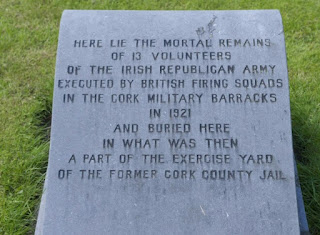 HERE LIE THE MORTAL REMAINS
OF 13 VOLUNTEERS
OF THE IRISH REPUBLICAN ARMY
EXECUTED BY BRITISH FIRING SQUADS
IN THE CORK MILITARY BARRACKS
IN 1921
AND BURIED HERE
IN WHAT WAS THEN
A PART OF THE EXERCISE YARD
OF THE FORMER CORK COUNTY JAIL